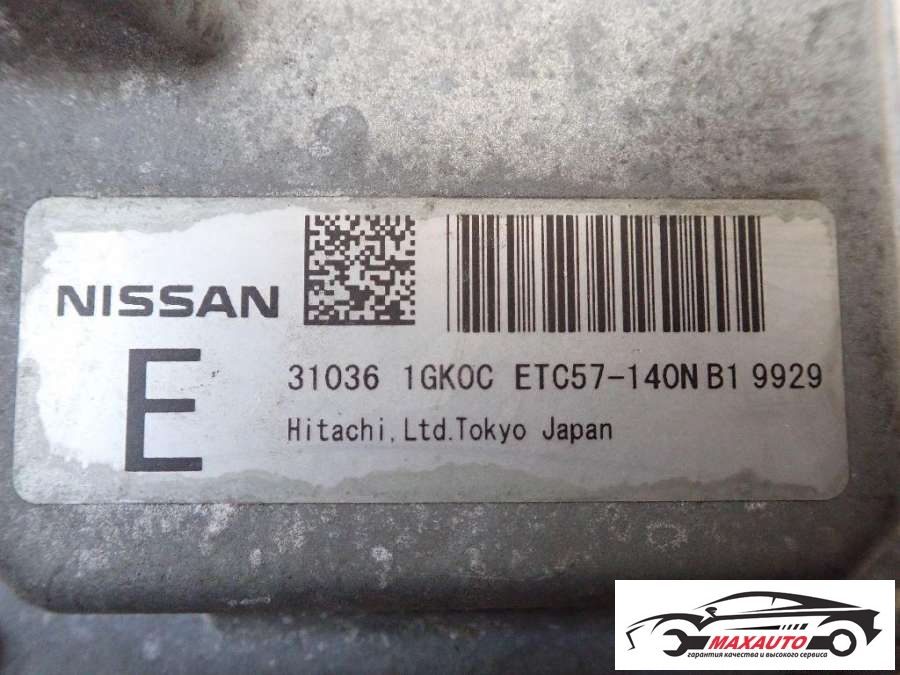 NISSAN
E
31036 1GK0C ETC57-140N B1 9929
Hitachi,Ltd.Tokyo Japan
MAXAUTO
гарантия качества и высокого сервиса